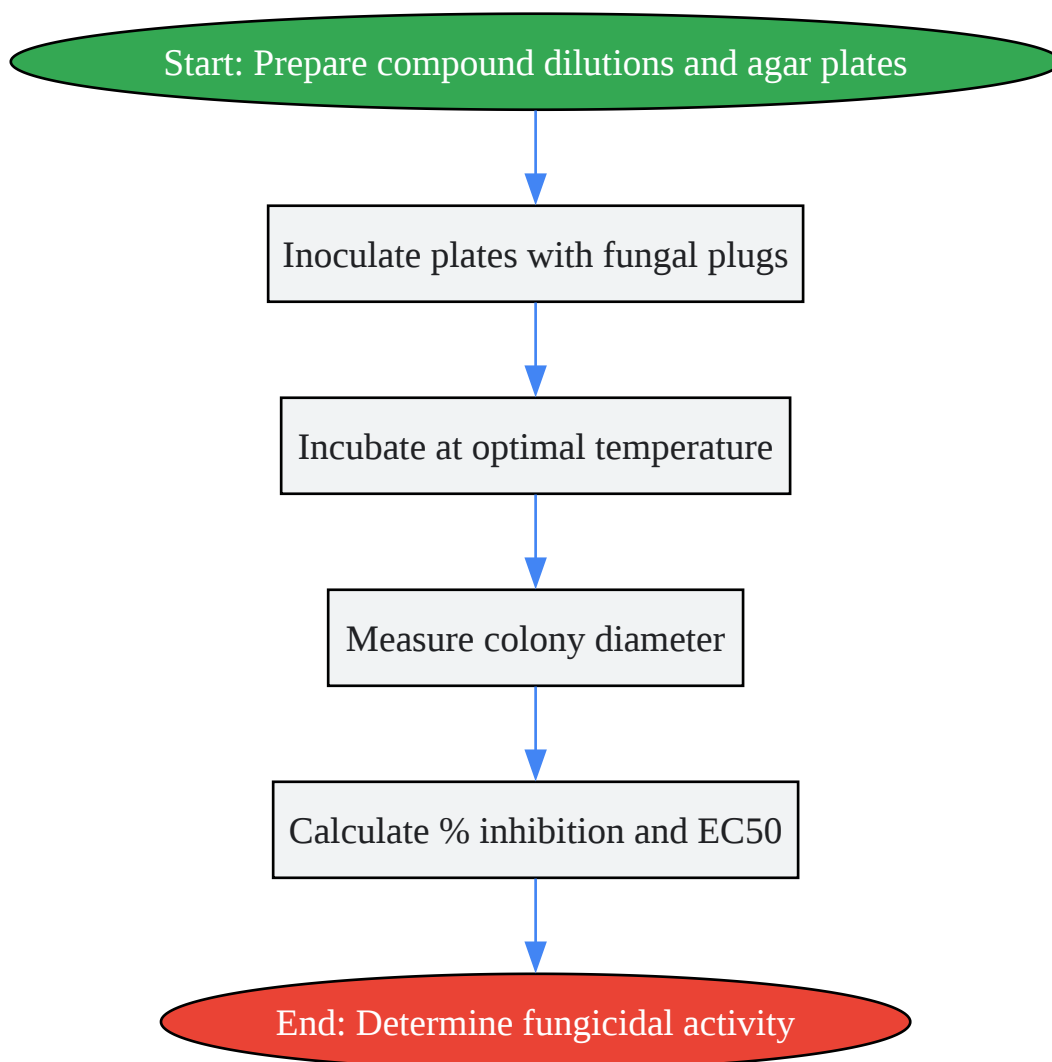 Start: Prepare compound dilutions and agar plates
Inoculate plates with fungal plugs
Incubate at optimal temperature
Measure colony diameter
Calculate % inhibition and EC50
End: Determine fungicidal activity